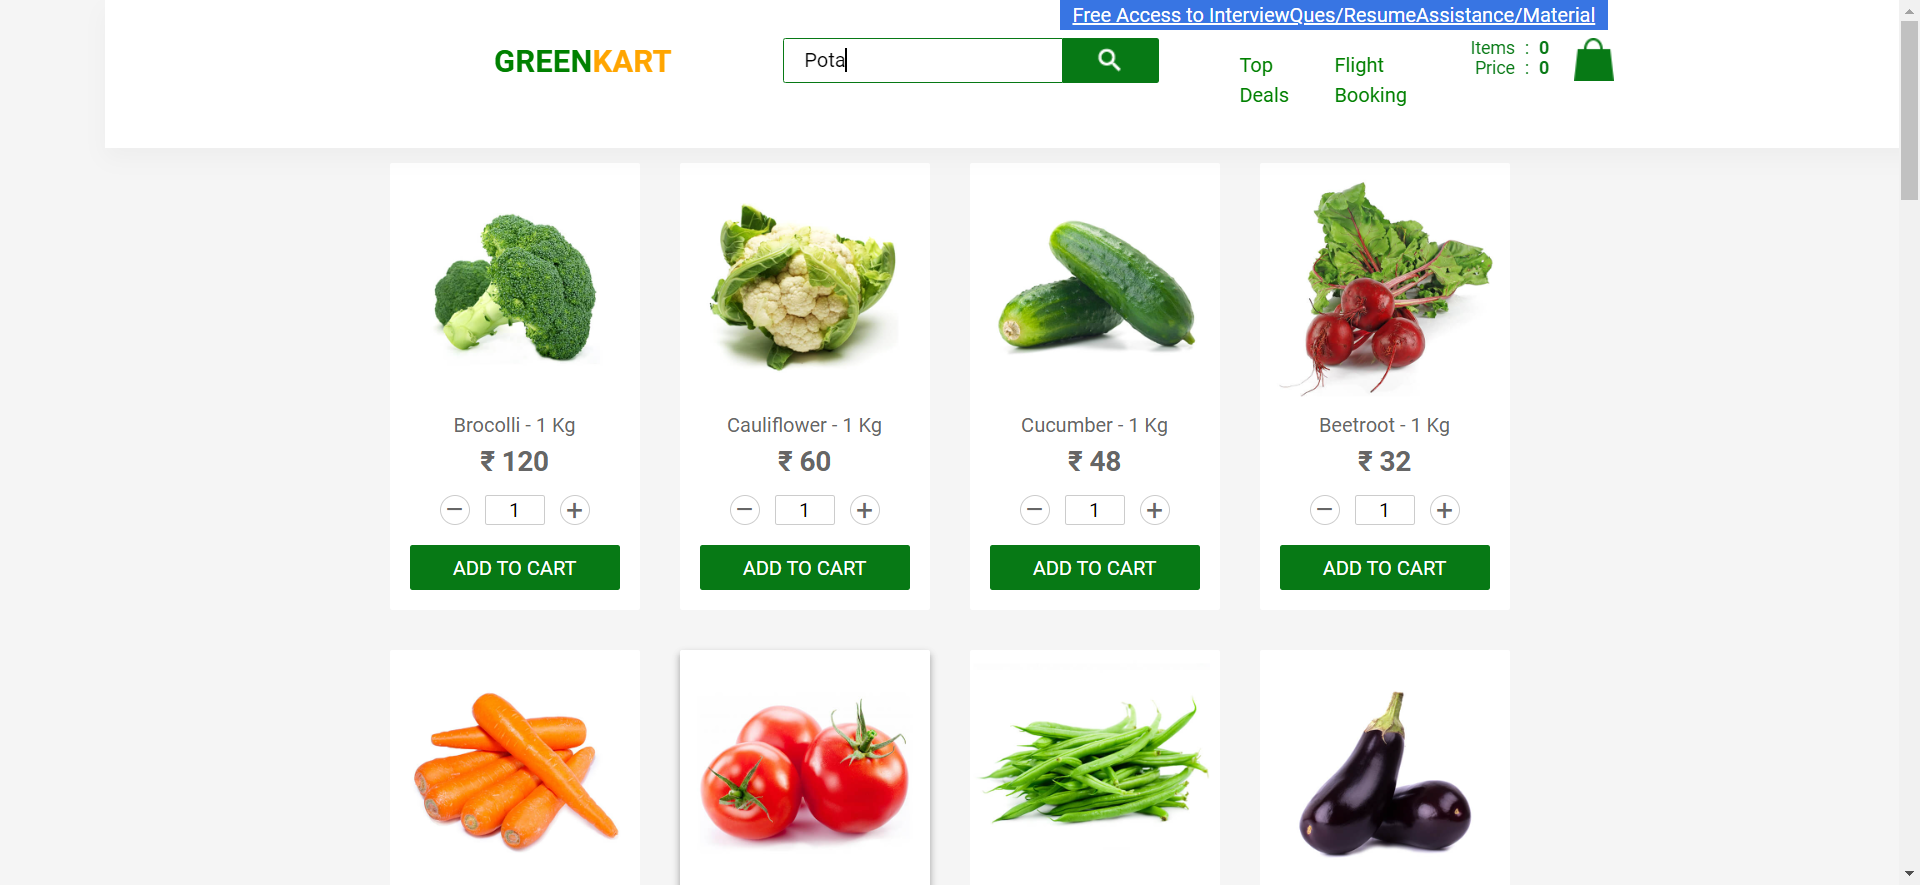 Free Access to InterviewQues/ResumeAssistance/Material
GREENKART
Pota
Top
Deals
Flight
Booking
Items : 0
Price : 0
Brocolli - 1 Kg
₹ 120
– 1 +
ADD TO CART
Cauliflower - 1 Kg
₹ 60
– 1 +
ADD TO CART
Cucumber - 1 Kg
₹ 48
– 1 +
ADD TO CART
Beetroot - 1 Kg
₹ 32
– 1 +
ADD TO CART